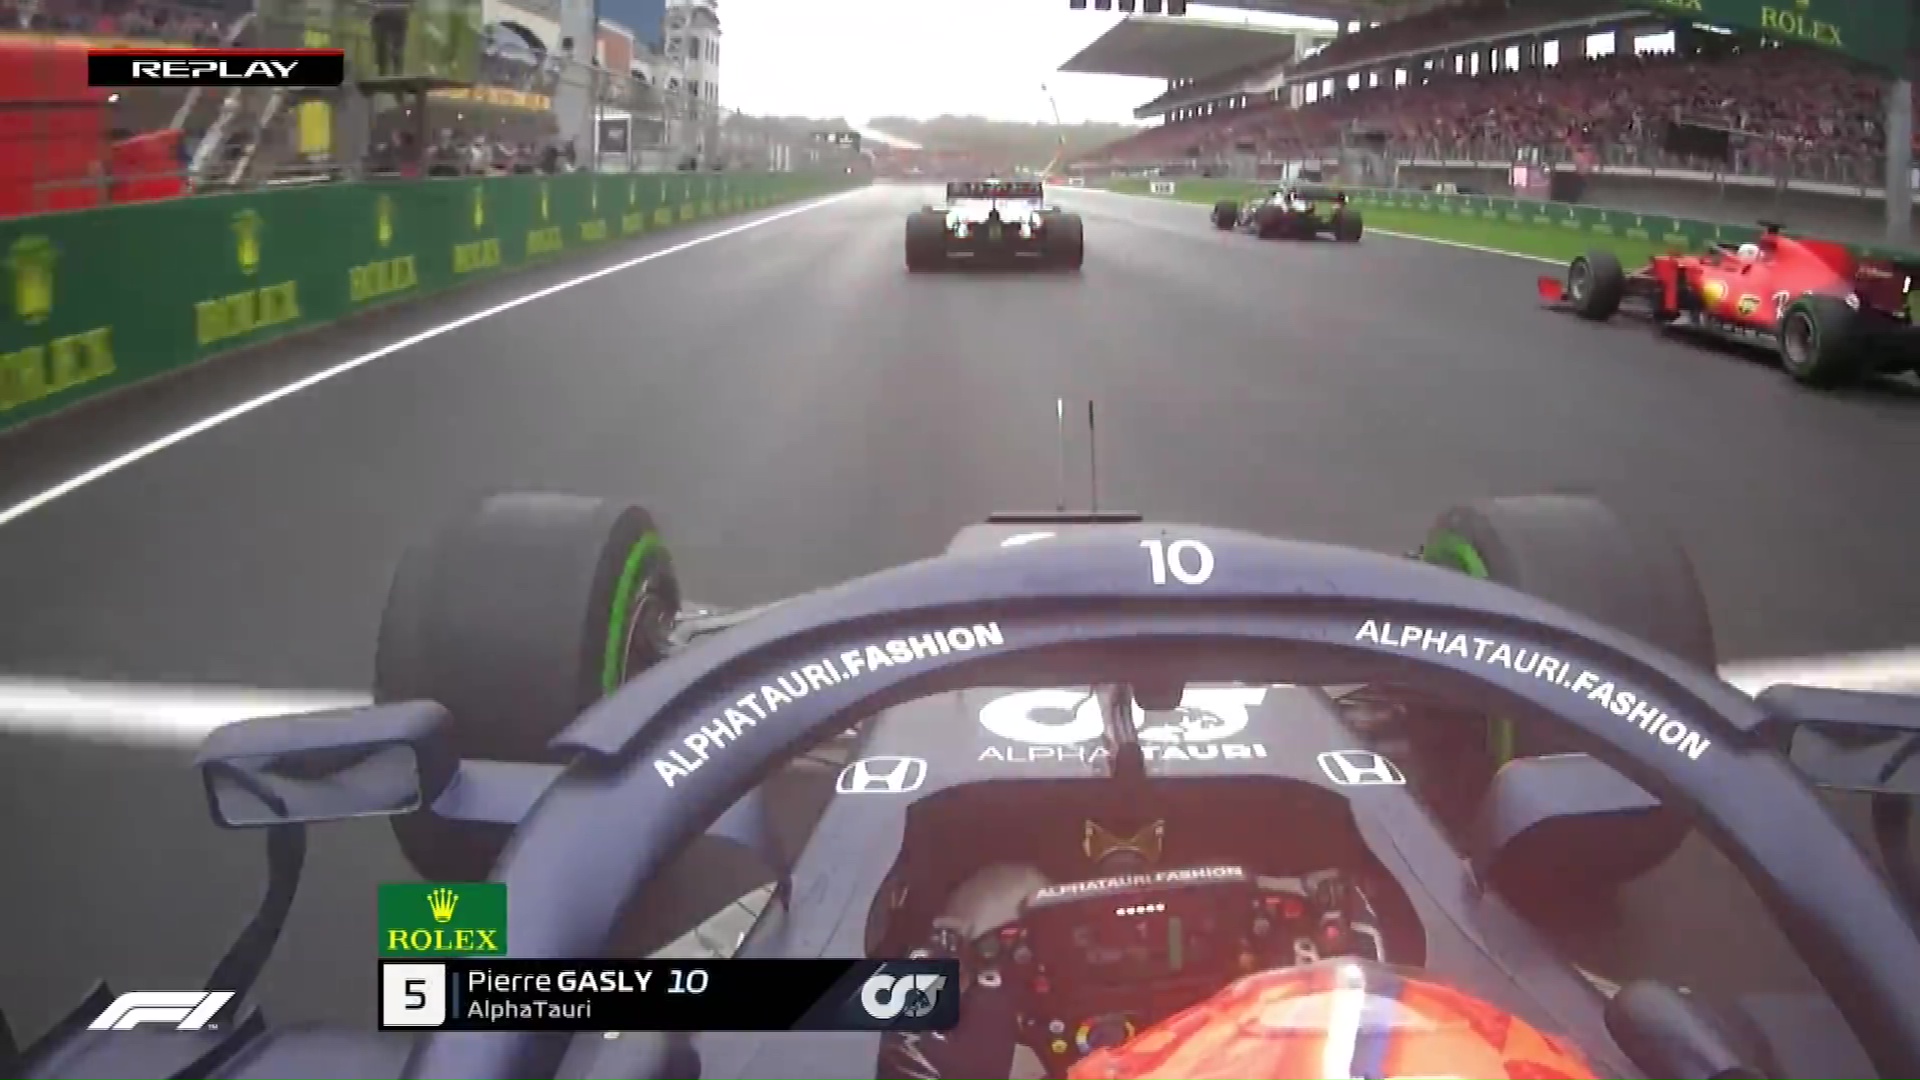 REPLAY
ROLEX
ROLEX
ROLEX
ROLEX
ROLEX
ROLEX
10
ALPHATAURI.FASHION
ALPHATAURI.FASHION
ALPHATAURI
ALPHATAURI.FASHION
ROLEX
5 Pierre GASLY 10
AlphaTauri
F1